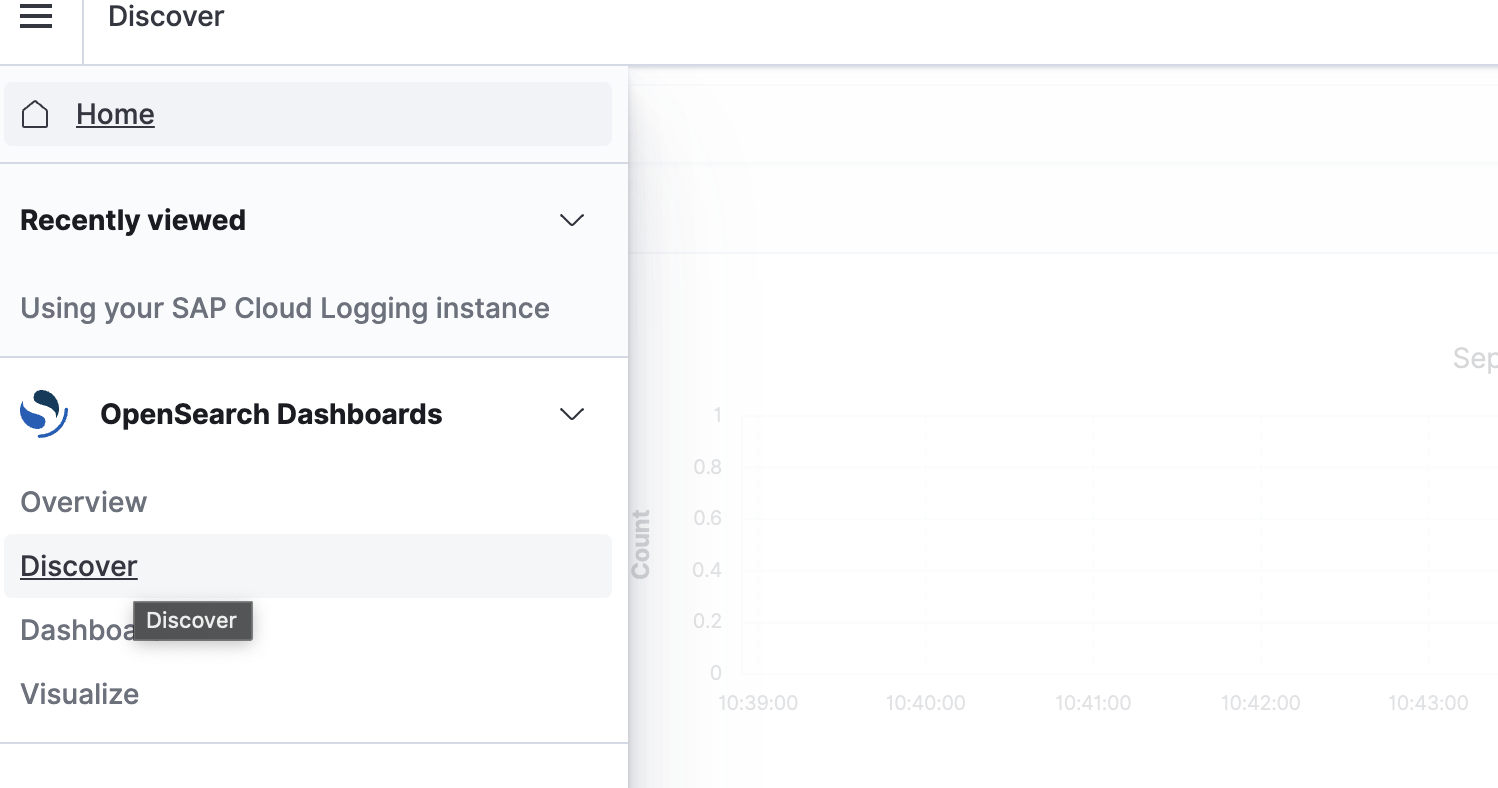 Discover
Home
Recently viewed
Using your SAP Cloud Logging instance
OpenSearch Dashboards
Overview
Discover
Discover
Visualize
Count
1
0.8
0.6
0.4
0.2
0
10:39:00
10:40:00
10:41:00
10:42:00
10:43:00
Sep